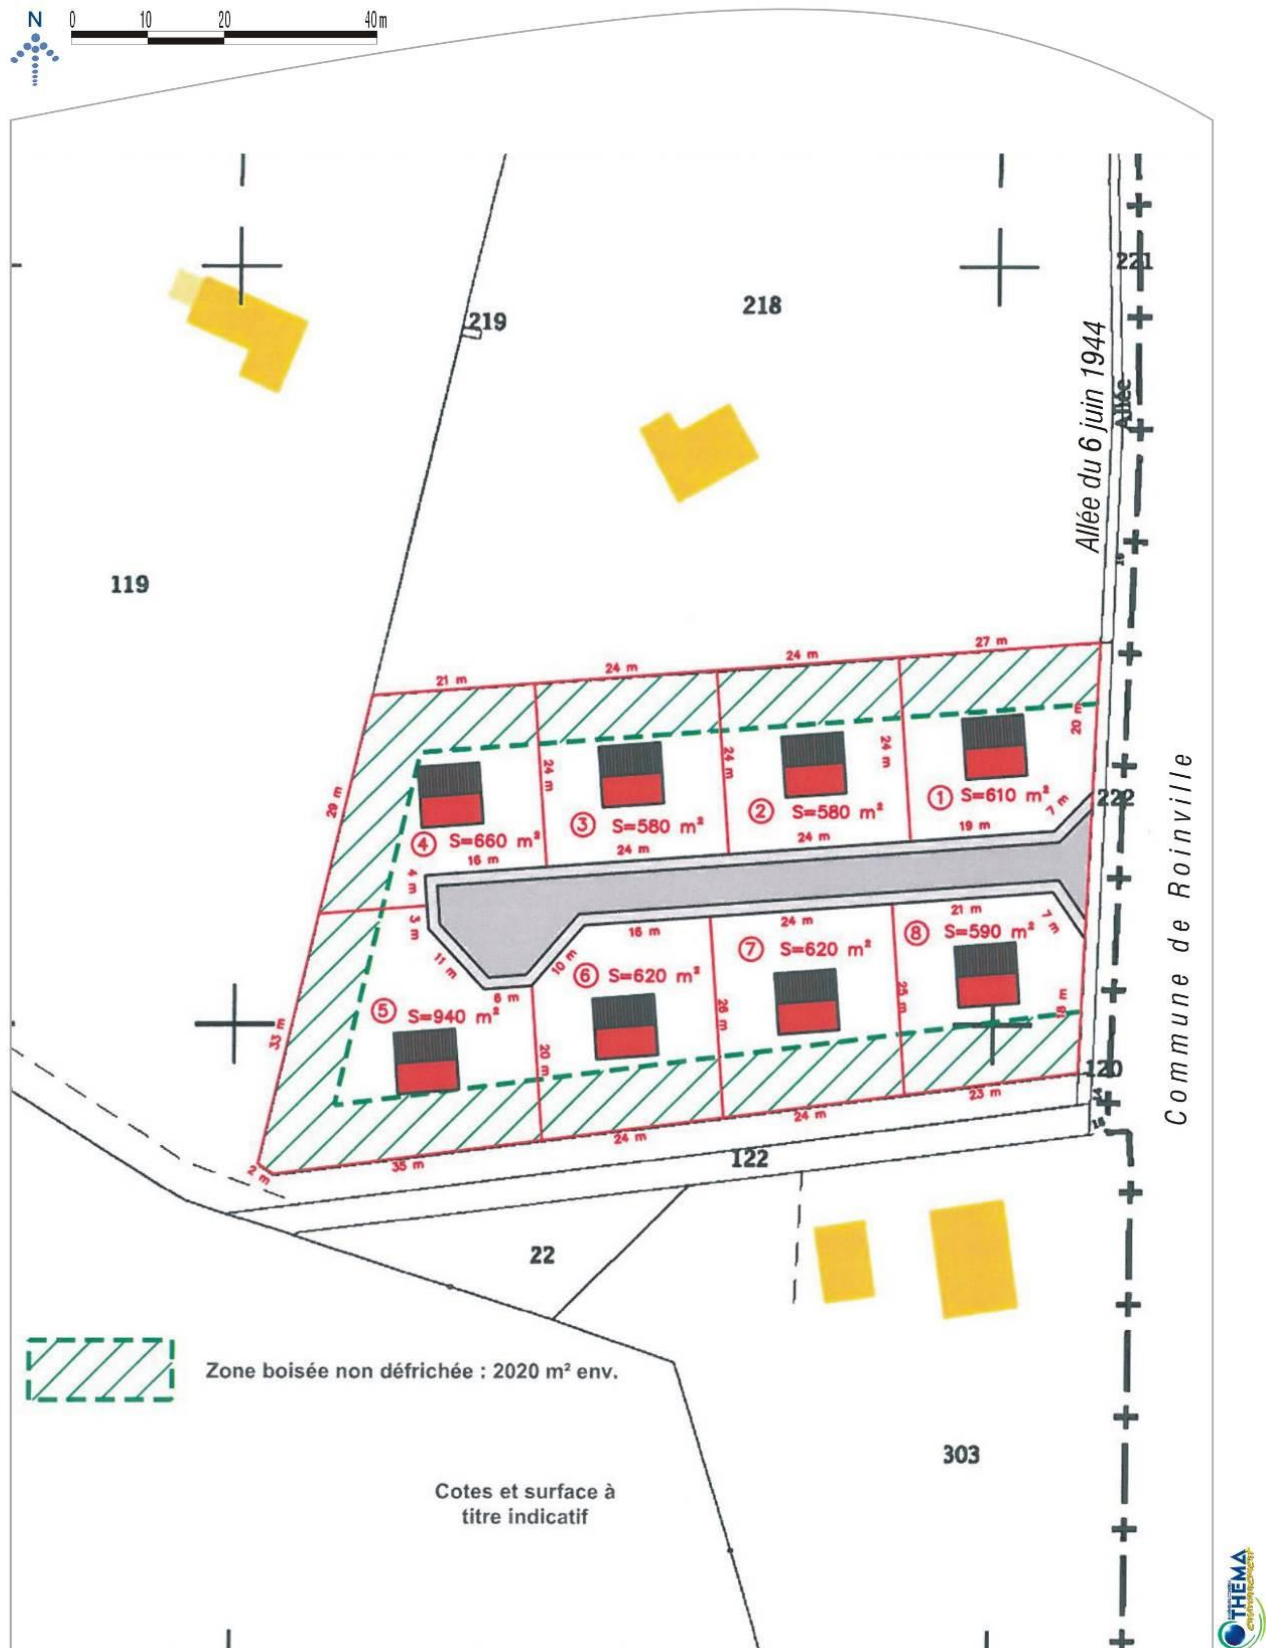 N
0 10 20 40 m
221
219
218
Allée du 6 juin 1944
Allée
119
27 m
24 m
24 m
21 m
20 m
24 m
24 m
24 m
29 m
① S=610 m²
② S=580 m²
③ S=580 m²
④ S=660 m²
7 m
222
19 m
24 m
24 m
16 m
4 m
3 m
Commune de Roinville
21 m
24 m
16 m
7 m
⑧ S=590 m²
⑦ S=620 m²
⑥ S=620 m²
10 m
11 m
6 m
⑤ S=940 m²
33 m
25 m
26 m
20 m
18 m
120
23 m
24 m
24 m
35 m
2 m
122
22
Zone boisée non défrichée : 2020 m² env.
303
Cotes et surface à
titre indicatif
THEMA